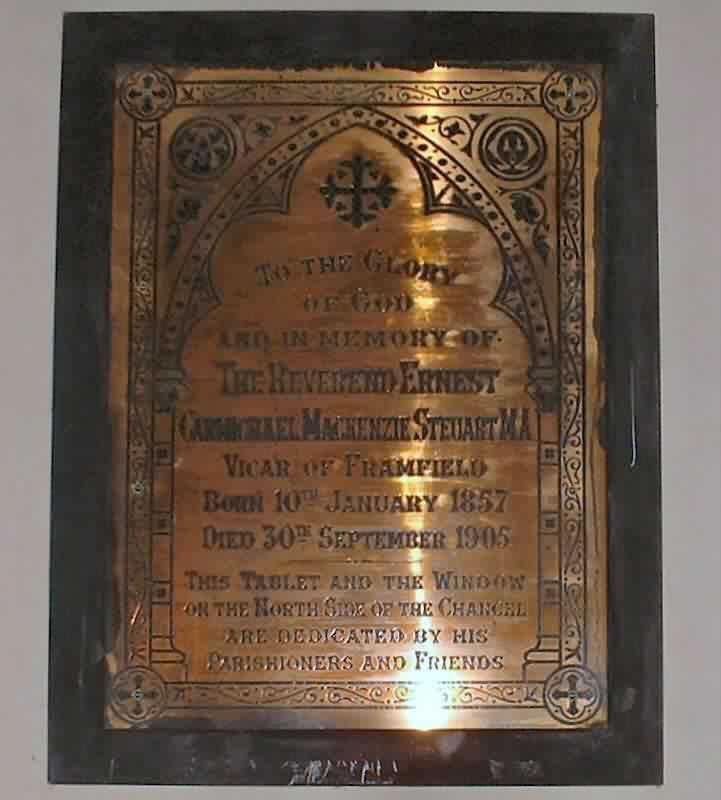 To the Glory
of God
and in memory of
The Reverend Ernest
Carmichael Mackenzie Steuart MA
Vicar of Framfield
Born 10th January 1857
Died 30th September 1905
This Tablet and the Window
on the North Side of the Chancel
are dedicated by his
Parishioners and Friends